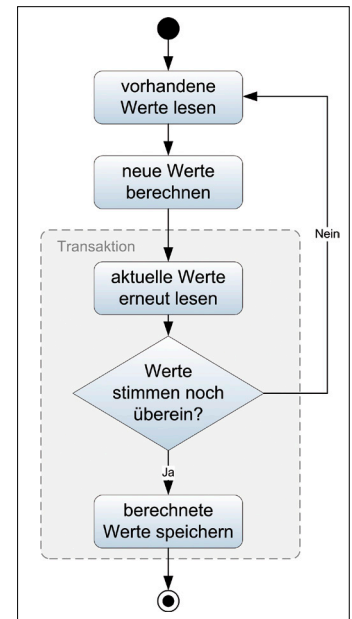 vorhandene
Werte lesen
neue Werte
berechnen
Nein
Transaktion
aktuelle Werte
erneut lesen
Werte
stimmen noch
überein?
Ja
berechnete
Werte speichern